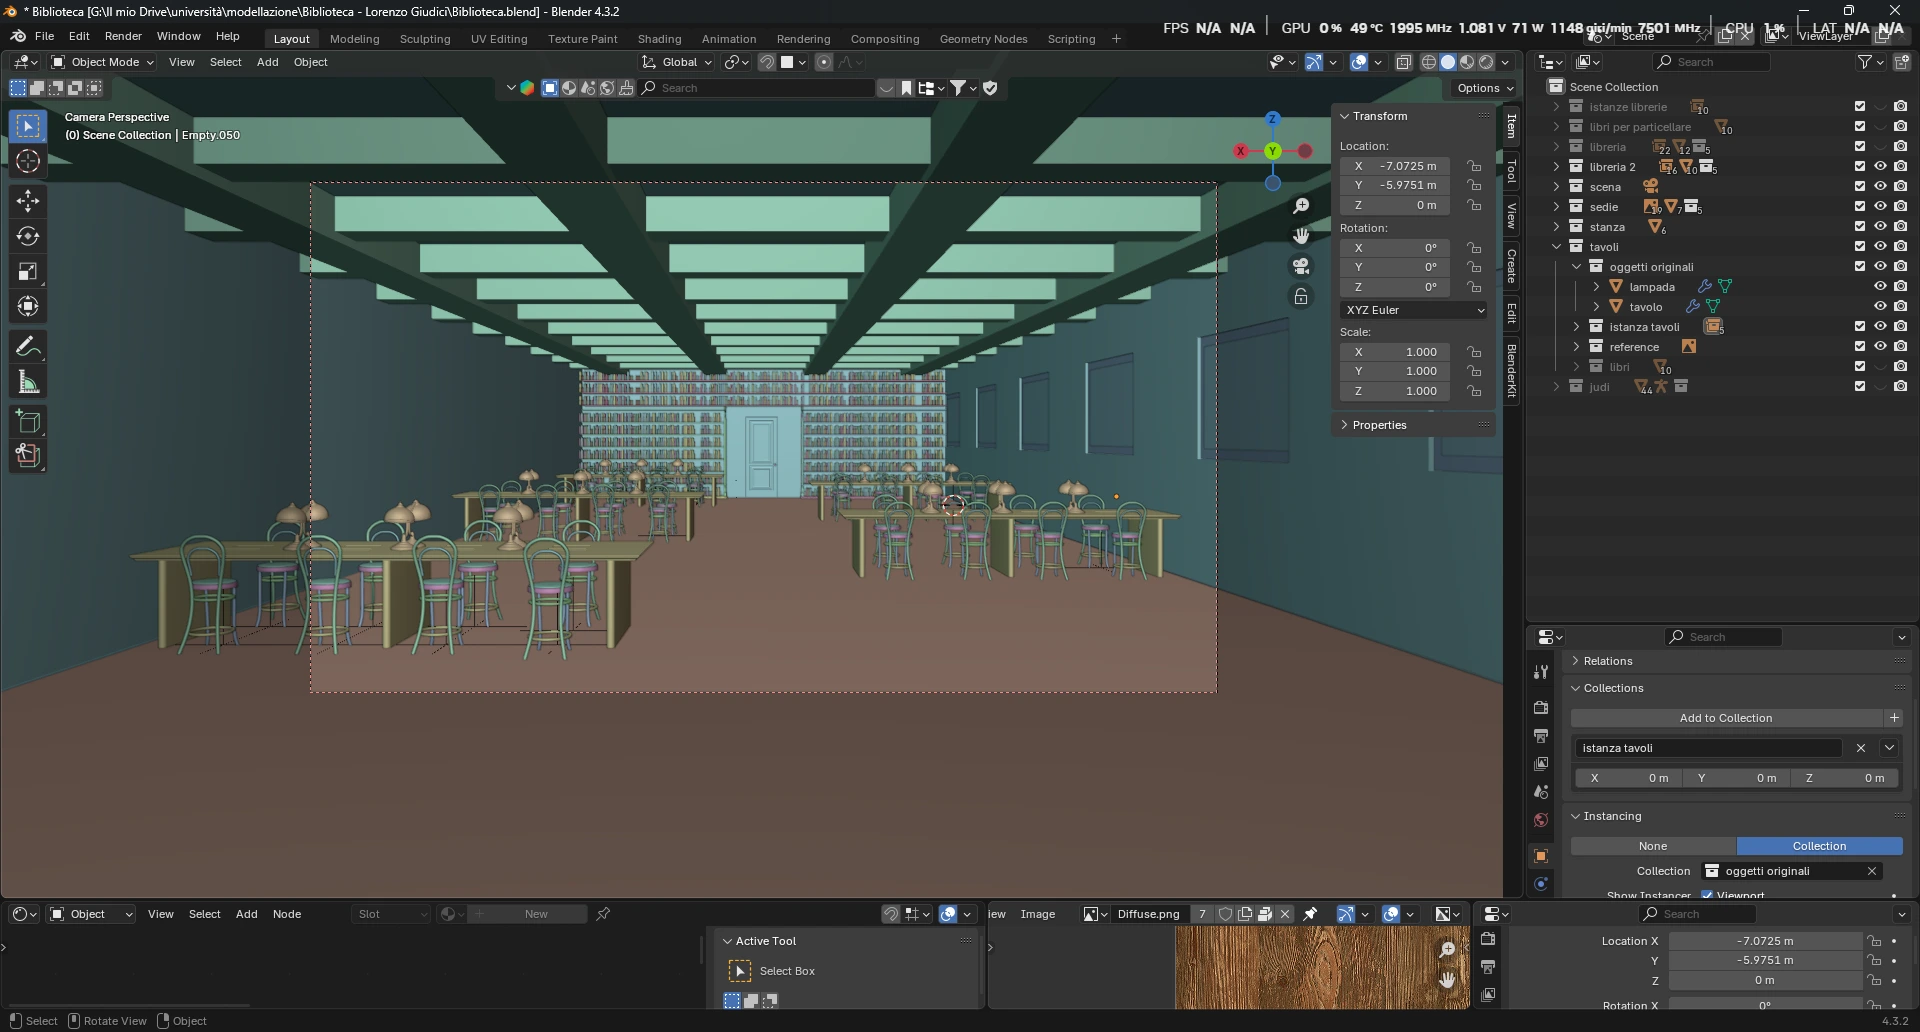 * Biblioteca [G:\Il mio Drive\università\modellazione\Biblioteca - Lorenzo Giudici\Biblioteca.blend] - Blender 4.3.2
FPS N/A N/A GPU 0% 49°C 1995 MHz 1.081 V 71 W 1148 giri/min 7501 MHz CPU 1% LAT N/A N/A
File Edit Render Window Help Layout Modeling Sculpting UV Editing Texture Paint Shading Animation Rendering Compositing Geometry Nodes Scripting + Scene ViewLayer
Object Mode View Select Add Object Global Search
Search Options
Camera Perspective
(0) Scene Collection | Empty.050
Z
X Y
Transform
Location:
X -7.0725 m
Y -5.9751 m
Z 0 m
Rotation:
X 0°
Y 0°
Z 0°
XYZ Euler
Scale:
X 1.000
Y 1.000
Z 1.000
Properties
Item
Tool
View
Create
Edit
BlenderKit
Scene Collection
istanze librerie 10
libri per particellare 10
libreria 22 12 5
libreria 2 16 10 5
scena
sedie 19 7 5
stanza 6
tavoli
oggetti originali
lampada
tavolo
istanza tavoli 5
reference
libri 10
judi 44
Search
Relations
Collections
Add to Collection +
istanza tavoli
X 0 m Y 0 m Z 0 m
Instancing
None Collection
Collection oggetti originali
Show Instancer Viewport
Object View Select Add Node Slot New
Active Tool
Select Box
iew Image Diffuse.png 7
Search
Location X -7.0725 m
Y -5.9751 m
Z 0 m
Rotation X 0°
Select Rotate View Object 4.3.2